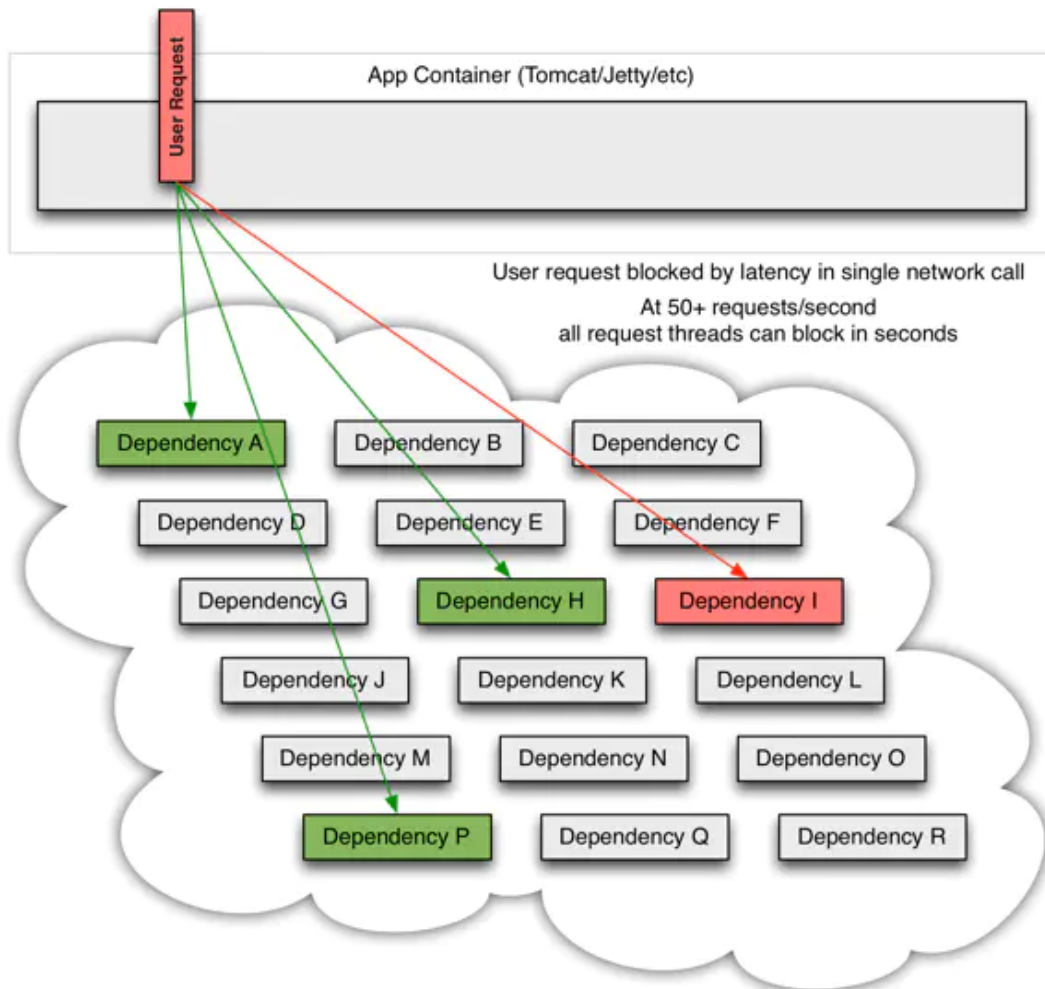 User Request
App Container (Tomcat/Jetty/etc)
User request blocked by latency in single network call
At 50+ requests/second
all request threads can block in seconds
Dependency A
Dependency B
Dependency C
Dependency D
Dependency E
Dependency F
Dependency G
Dependency H
Dependency I
Dependency J
Dependency K
Dependency L
Dependency M
Dependency N
Dependency O
Dependency P
Dependency Q
Dependency R